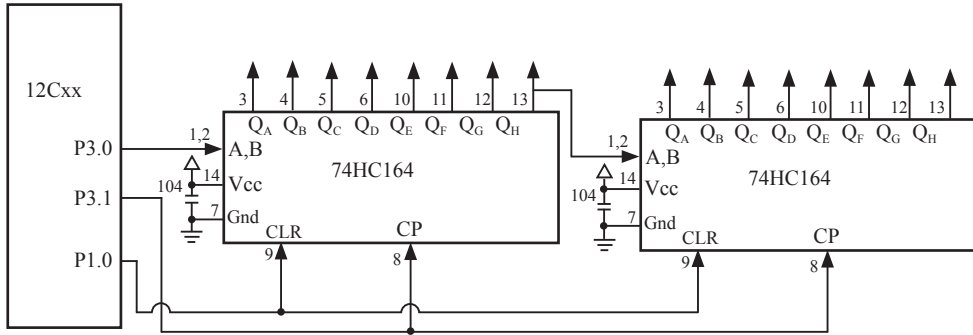 12Cxx
P3.0
P3.1
P1.0
3 4 5 6 10 11 12 13
QA QB QC QD QE QF QG QH
1,2
A,B
74HC164
14
Vcc
104
7
Gnd
CLR
CP
9
8
3 4 5 6 10 11 12 13
QA QB QC QD QE QF QG QH
1,2
A,B
74HC164
14
Vcc
104
7
Gnd
CLR
CP
9
8